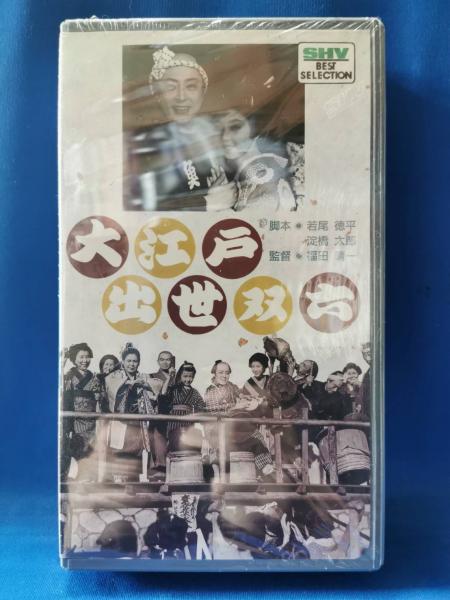 SHV
BEST
SELECTION
脚本●若尾 徳平
淀橋 太郎
監督●福田 晴一
大江戸
出世双六